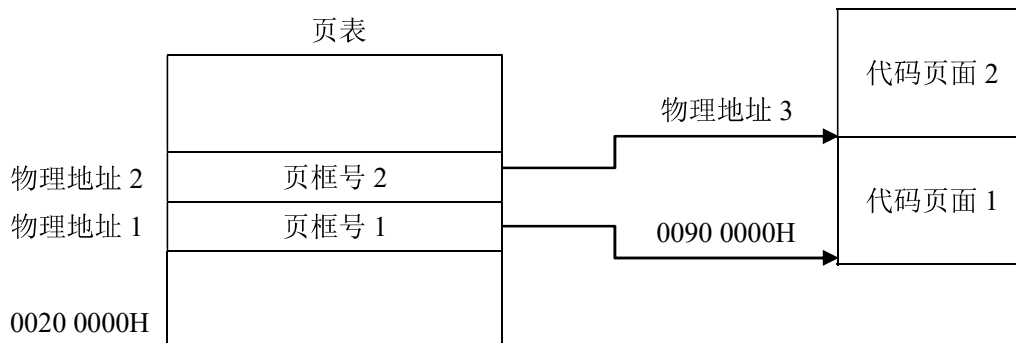 页表
代码页面 2
物理地址 3
物理地址 2
页框号 2
代码页面 1
物理地址 1
页框号 1
0090 0000H
0020 0000H